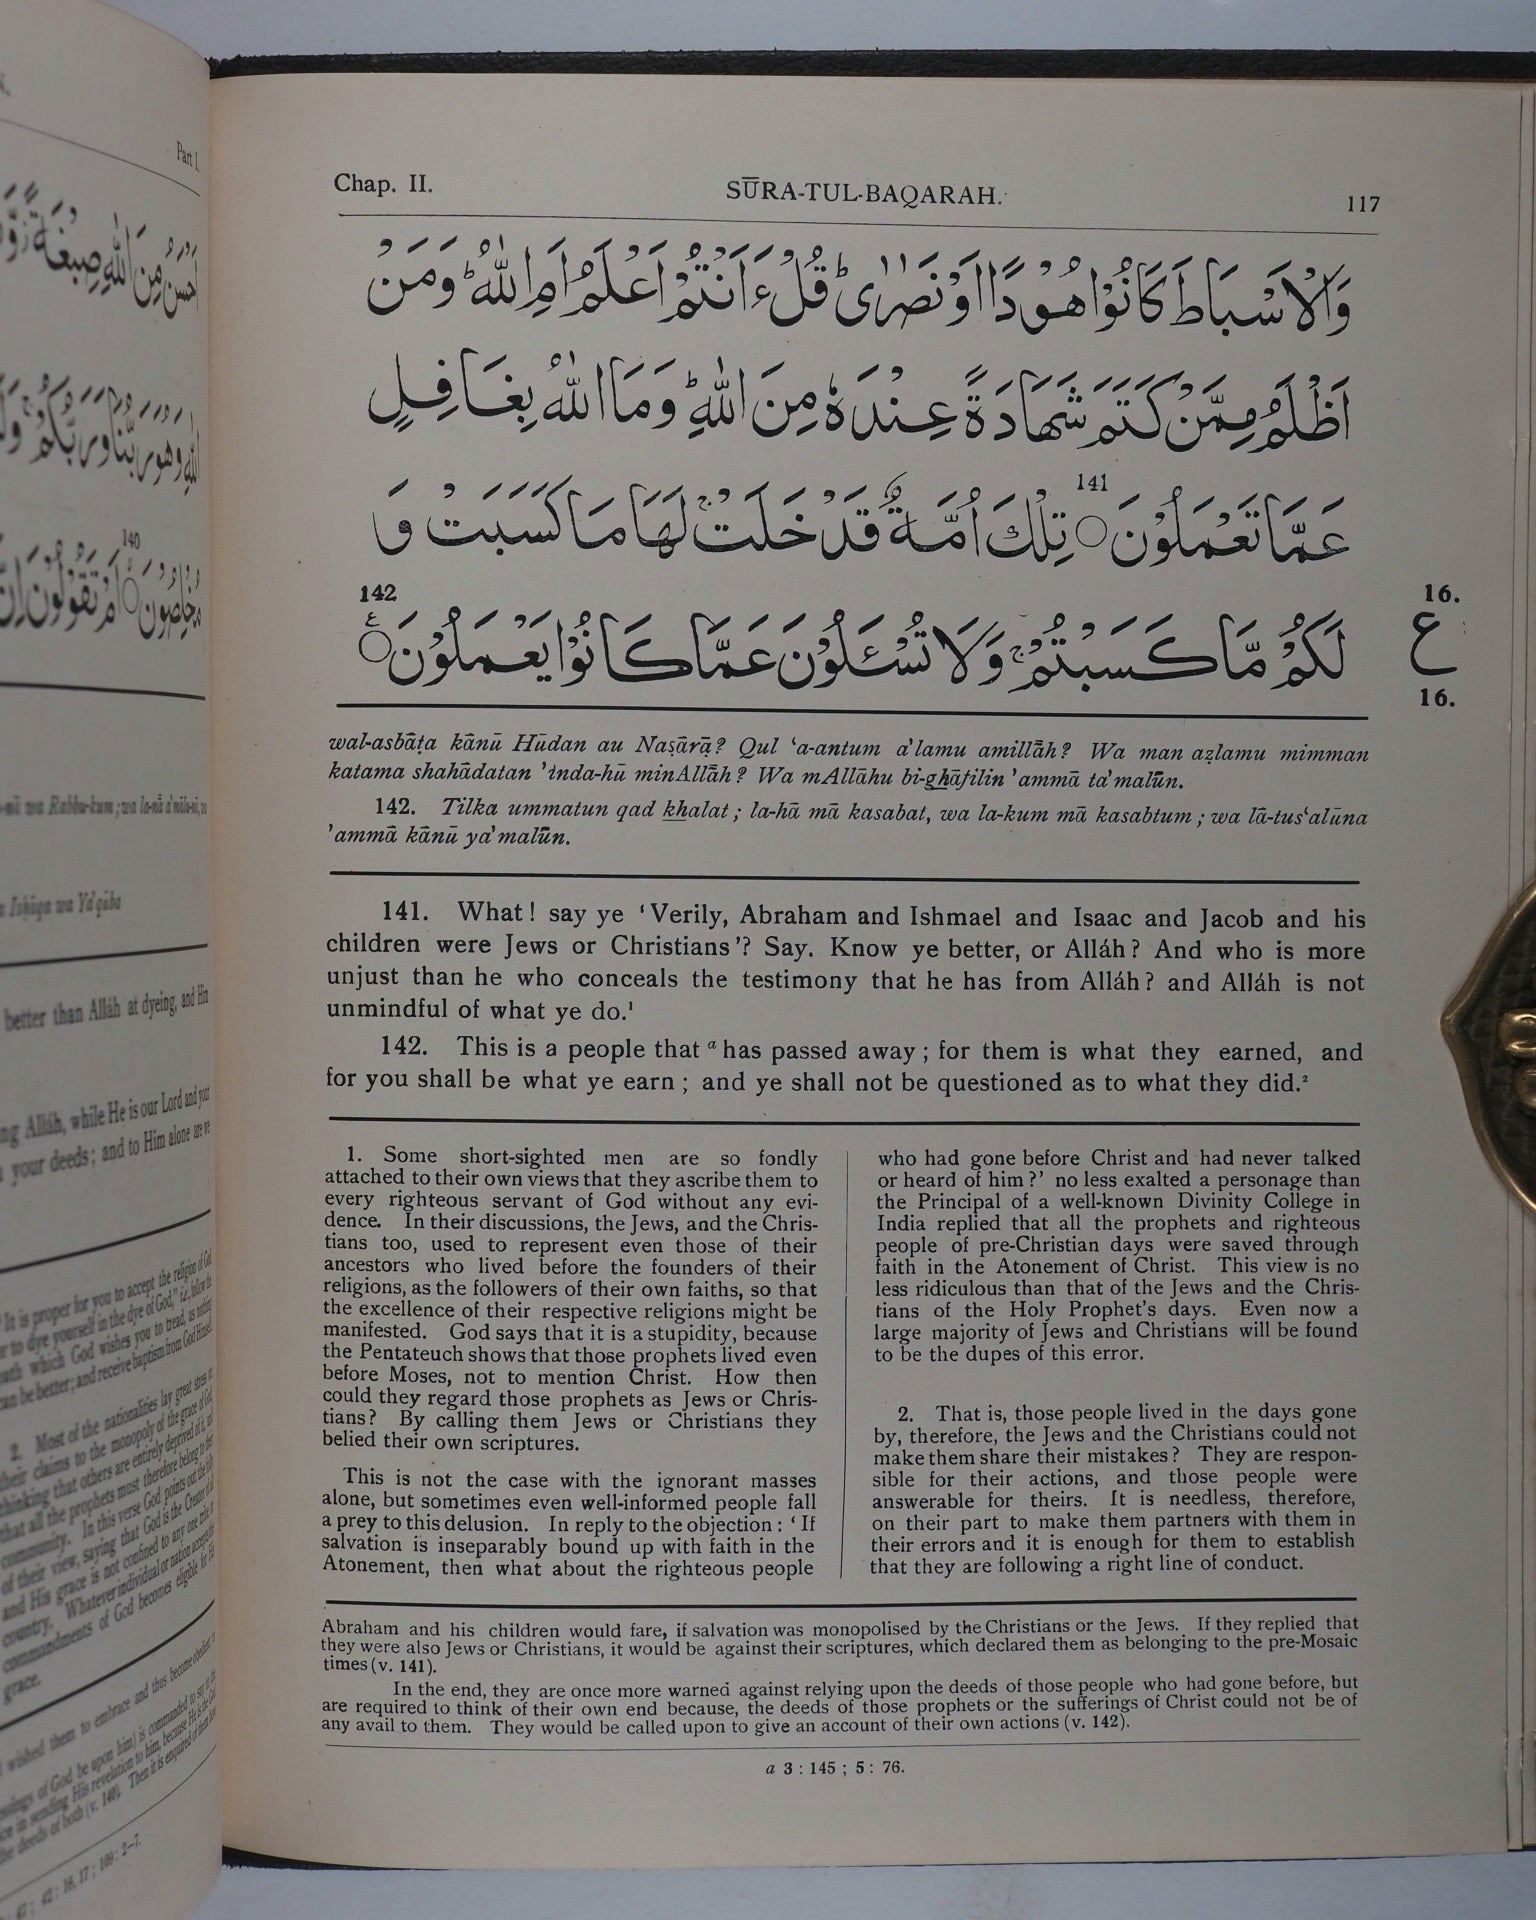 Part I.
140
better than Alláh at dyeing, and Him
ng Alláh, while He is our Lord and your
your deeds; and to Him alone are we
Chap. II.
SŪRA-TUL-BAQARAH.
117
وَالْاَسْبَاطَ كَانُوْا هُوْدًا اَوْ نَصٰرٰی ؕ قُلْ ءَاَنْتُمْ اَعْلَمُ اَمِ اللّٰهُ ؕ وَمَنْ
اَظْلَمُ مِمَّنْ كَتَمَ شَهَادَةً عِنْدَهٗ مِنَ اللّٰهِ ؕ وَمَا اللّٰهُ بِغَافِلٍ
عَمَّا تَعْمَلُوْنَ ○ 141 تِلْكَ اُمَّةٌ قَدْ خَلَتْ ۚ لَهَا مَا كَسَبَتْ وَ
لَكُمْ مَّا كَسَبْتُمْ ۚ وَلَا تُسْـَٔلُوْنَ عَمَّا كَانُوْا يَعْمَلُوْنَ ○ 142
16.
ع
16.
wal-asbāṭa kānū Hūdan au Naṣārā? Qul ‘a-antum a’lamu amillāh? Wa man aẓlamu mimman
katama shahādatan ’inda-hū minAllāh? Wa mAllāhu bi-ghāfilin ’ammā ta’malūn.
142. Tilka ummatun qad khalat; la-hā mā kasabat, wa la-kum mā kasabtum; wa lā-tus‘alūna
’ammā kānū ya’malūn.
141. What! say ye ‘Verily, Abraham and Ishmael and Isaac and Jacob and his
children were Jews or Christians’? Say. Know ye better, or Alláh? And who is more
unjust than he who conceals the testimony that he has from Alláh? and Alláh is not
unmindful of what ye do.¹
142. This is a people that ᵃ has passed away; for them is what they earned, and
for you shall be what ye earn; and ye shall not be questioned as to what they did.²
1. Some short-sighted men are so fondly
attached to their own views that they ascribe them to
every righteous servant of God without any evi-
dence. In their discussions, the Jews, and the Chris-
tians too, used to represent even those of their
ancestors who lived before the founders of their
religions, as the followers of their own faiths, so that
the excellence of their respective religions might be
manifested. God says that it is a stupidity, because
the Pentateuch shows that those prophets lived even
before Moses, not to mention Christ. How then
could they regard those prophets as Jews or Chris-
tians? By calling them Jews or Christians they
belied their own scriptures.
This is not the case with the ignorant masses
alone, but sometimes even well-informed people fall
a prey to this delusion. In reply to the objection: ‘If
salvation is inseparably bound up with faith in the
Atonement, then what about the righteous people
who had gone before Christ and had never talked
or heard of him?’ no less exalted a personage than
the Principal of a well-known Divinity College in
India replied that all the prophets and righteous
people of pre-Christian days were saved through
faith in the Atonement of Christ. This view is no
less ridiculous than that of the Jews and the Chris-
tians of the Holy Prophet's days. Even now a
large majority of Jews and Christians will be found
to be the dupes of this error.
2. That is, those people lived in the days gone
by, therefore, the Jews and the Christians could not
make them share their mistakes? They are respon-
sible for their actions, and those people were
answerable for theirs. It is needless, therefore,
on their part to make them partners with them in
their errors and it is enough for them to establish
that they are following a right line of conduct.
Abraham and his children would fare, if salvation was monopolised by the Christians or the Jews. If they replied that
they were also Jews or Christians, it would be against their scriptures, which declared them as belonging to the pre-Mosaic
times (v. 141).
In the end, they are once more warned against relying upon the deeds of those people who had gone before, but
are required to think of their own end because, the deeds of those prophets or the sufferings of Christ could not be of
any avail to them. They would be called upon to give an account of their own actions (v. 142).
a 3 : 145 ; 5 : 76.